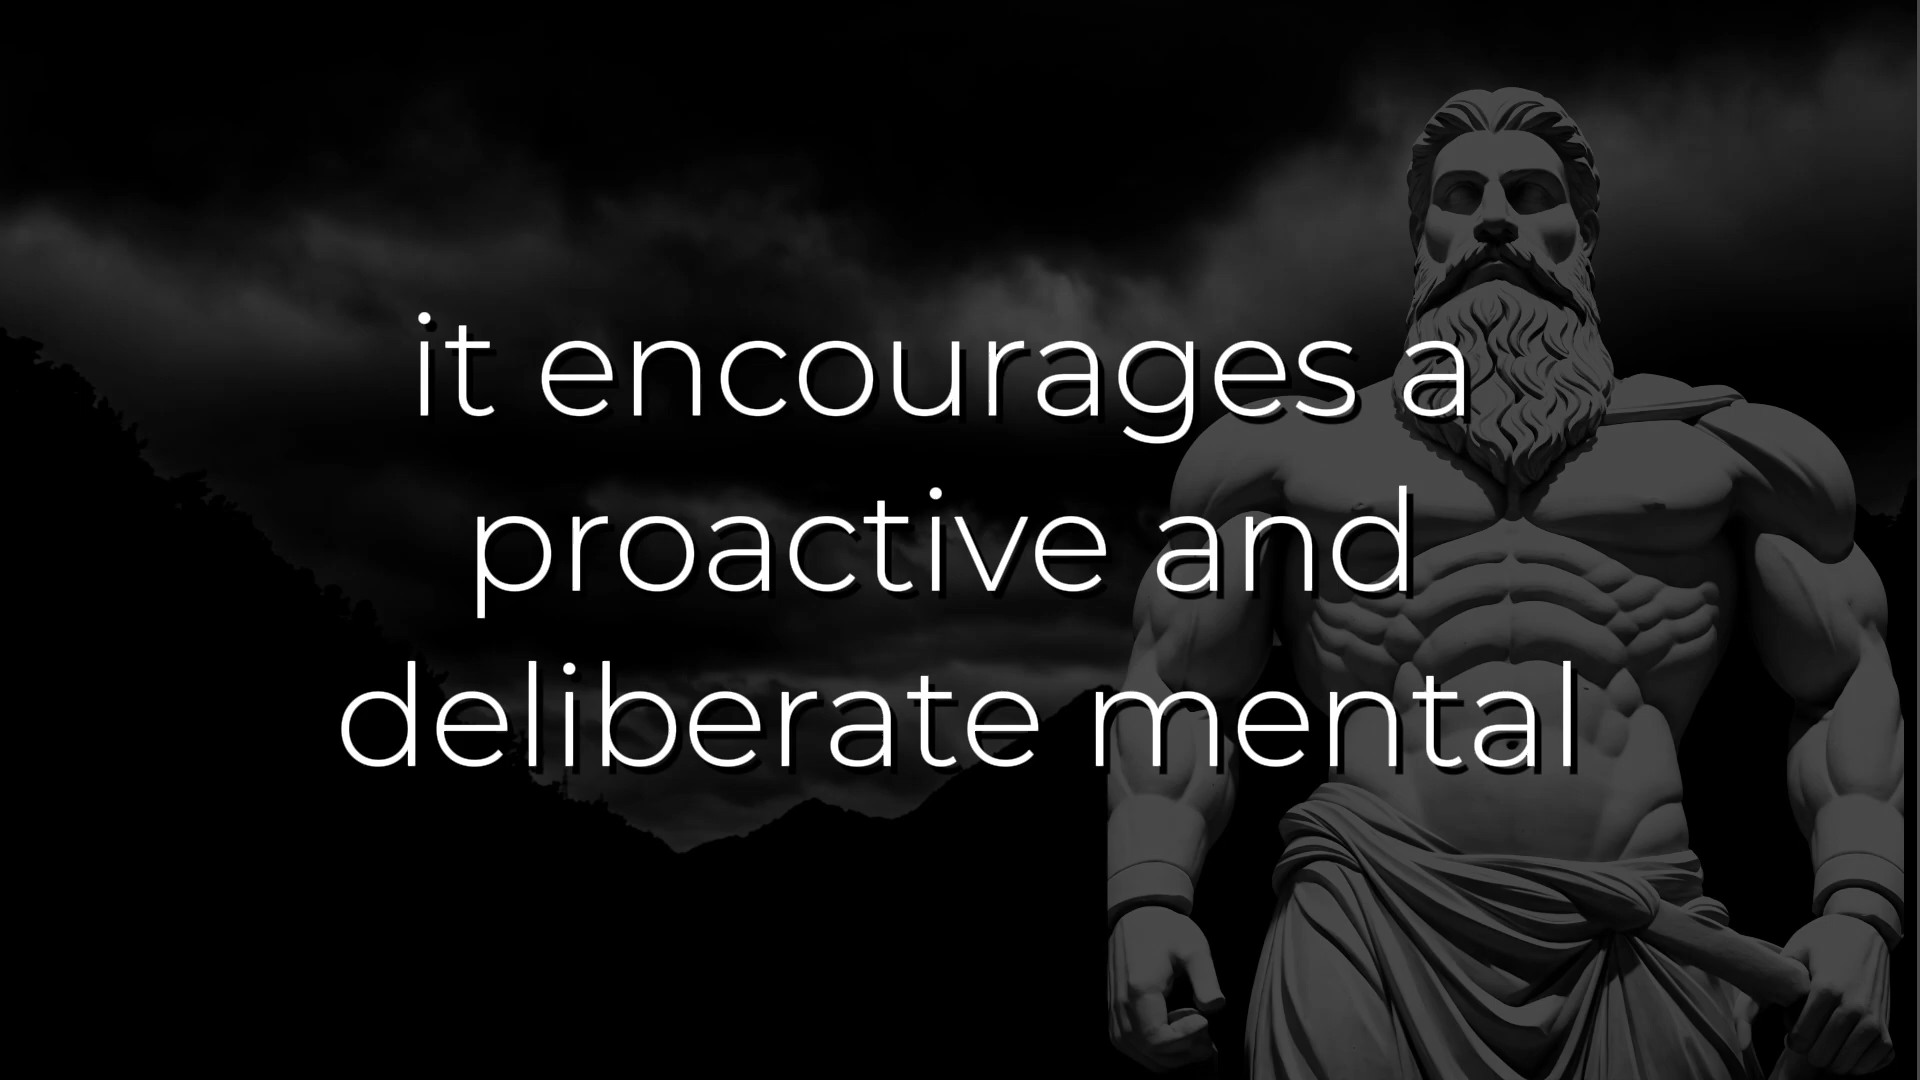 it encourages a
proactive and
deliberate mental